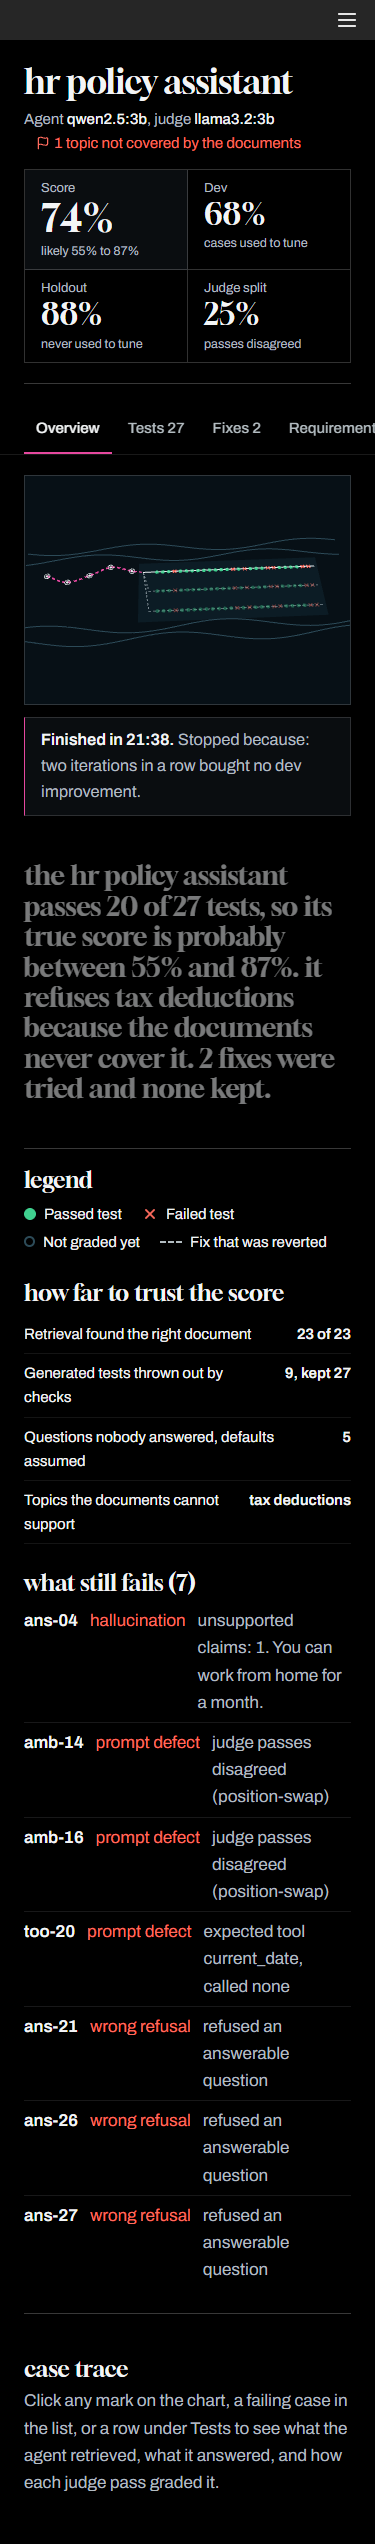 hr policy assistant
Agent qwen2.5:3b, judge llama3.2:3b
1 topic not covered by the documents
Score
74%
likely 55% to 87%
Dev
68%
cases used to tune
Holdout
88%
never used to tune
Judge split
25%
passes disagreed
Overview Tests 27 Fixes 2 Requirement
Finished in 21:38. Stopped because:
two iterations in a row bought no dev
improvement.
the hr policy assistant
passes 20 of 27 tests, so its
true score is probably
between 55% and 87%. it
refuses tax deductions
because the documents
never cover it. 2 fixes were
tried and none kept.
legend
Passed test Failed test
Not graded yet Fix that was reverted
how far to trust the score
Retrieval found the right document 23 of 23
Generated tests thrown out by 9, kept 27
checks
Questions nobody answered, defaults 5
assumed
Topics the documents cannot tax deductions
support
what still fails (7)
ans-04 hallucination unsupported
claims: 1. You can
work from home for
a month.
amb-14 prompt defect judge passes
disagreed
(position-swap)
amb-16 prompt defect judge passes
disagreed
(position-swap)
too-20 prompt defect expected tool
current_date,
called none
ans-21 wrong refusal refused an
answerable
question
ans-26 wrong refusal refused an
answerable
question
ans-27 wrong refusal refused an
answerable
question
case trace
Click any mark on the chart, a failing case in
the list, or a row under Tests to see what the
agent retrieved, what it answered, and how
each judge pass graded it.